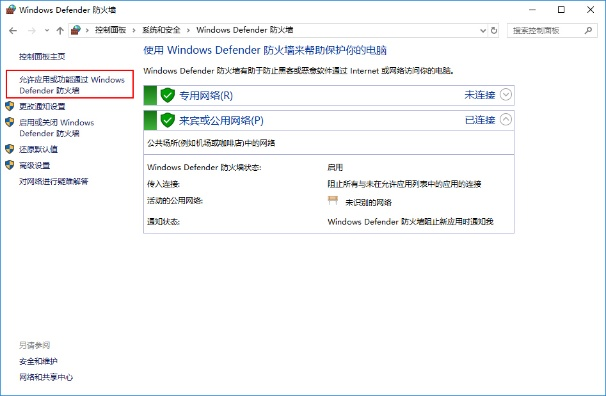 Windows Defender 防火墙
控制面板 › 系统和安全 › Windows Defender 防火墙
搜索控制面板
控制面板主页
允许应用或功能通过 Windows
Defender 防火墙
更改通知设置
启用或关闭 Windows
Defender 防火墙
还原默认值
高级设置
对网络进行疑难解答
使用 Windows Defender 防火墙来帮助保护你的电脑
Windows Defender 防火墙有助于防止黑客或恶意软件通过 Internet 或网络访问你的电脑。
专用网络(R) 未连接
来宾或公用网络(P) 已连接
公共场所(例如机场或咖啡店)中的网络
Windows Defender 防火墙状态: 启用
传入连接: 阻止所有与未在允许应用列表中的应用的连接
活动的公用网络: 未识别的网络
通知状态: Windows Defender 防火墙阻止新应用时通知我
另请参阅
安全和维护
网络和共享中心